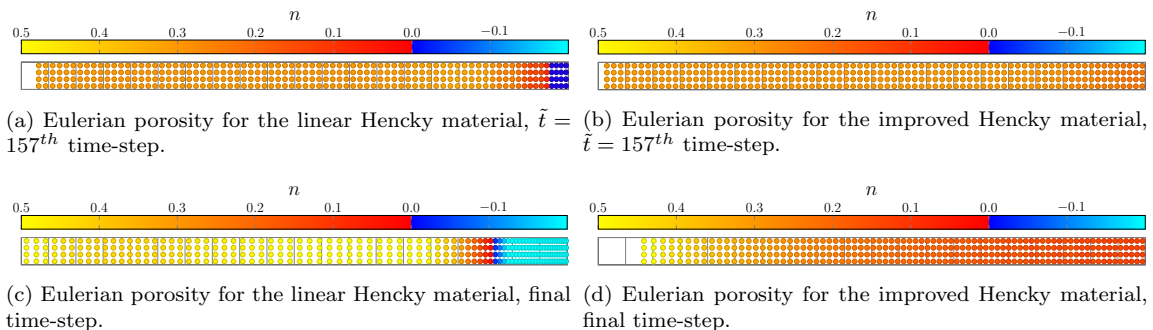 n
0.5 0.4 0.3 0.2 0.1 0.0 −0.1
(a) Eulerian porosity for the linear Hencky material, t̃ =
157th time-step.
n
0.5 0.4 0.3 0.2 0.1 0.0 −0.1
(b) Eulerian porosity for the improved Hencky material,
t̃ = 157th time-step.
n
0.5 0.4 0.3 0.2 0.1 0.0 −0.1
(c) Eulerian porosity for the linear Hencky material, final
time-step.
n
0.5 0.4 0.3 0.2 0.1 0.0 −0.1
(d) Eulerian porosity for the improved Hencky material,
final time-step.